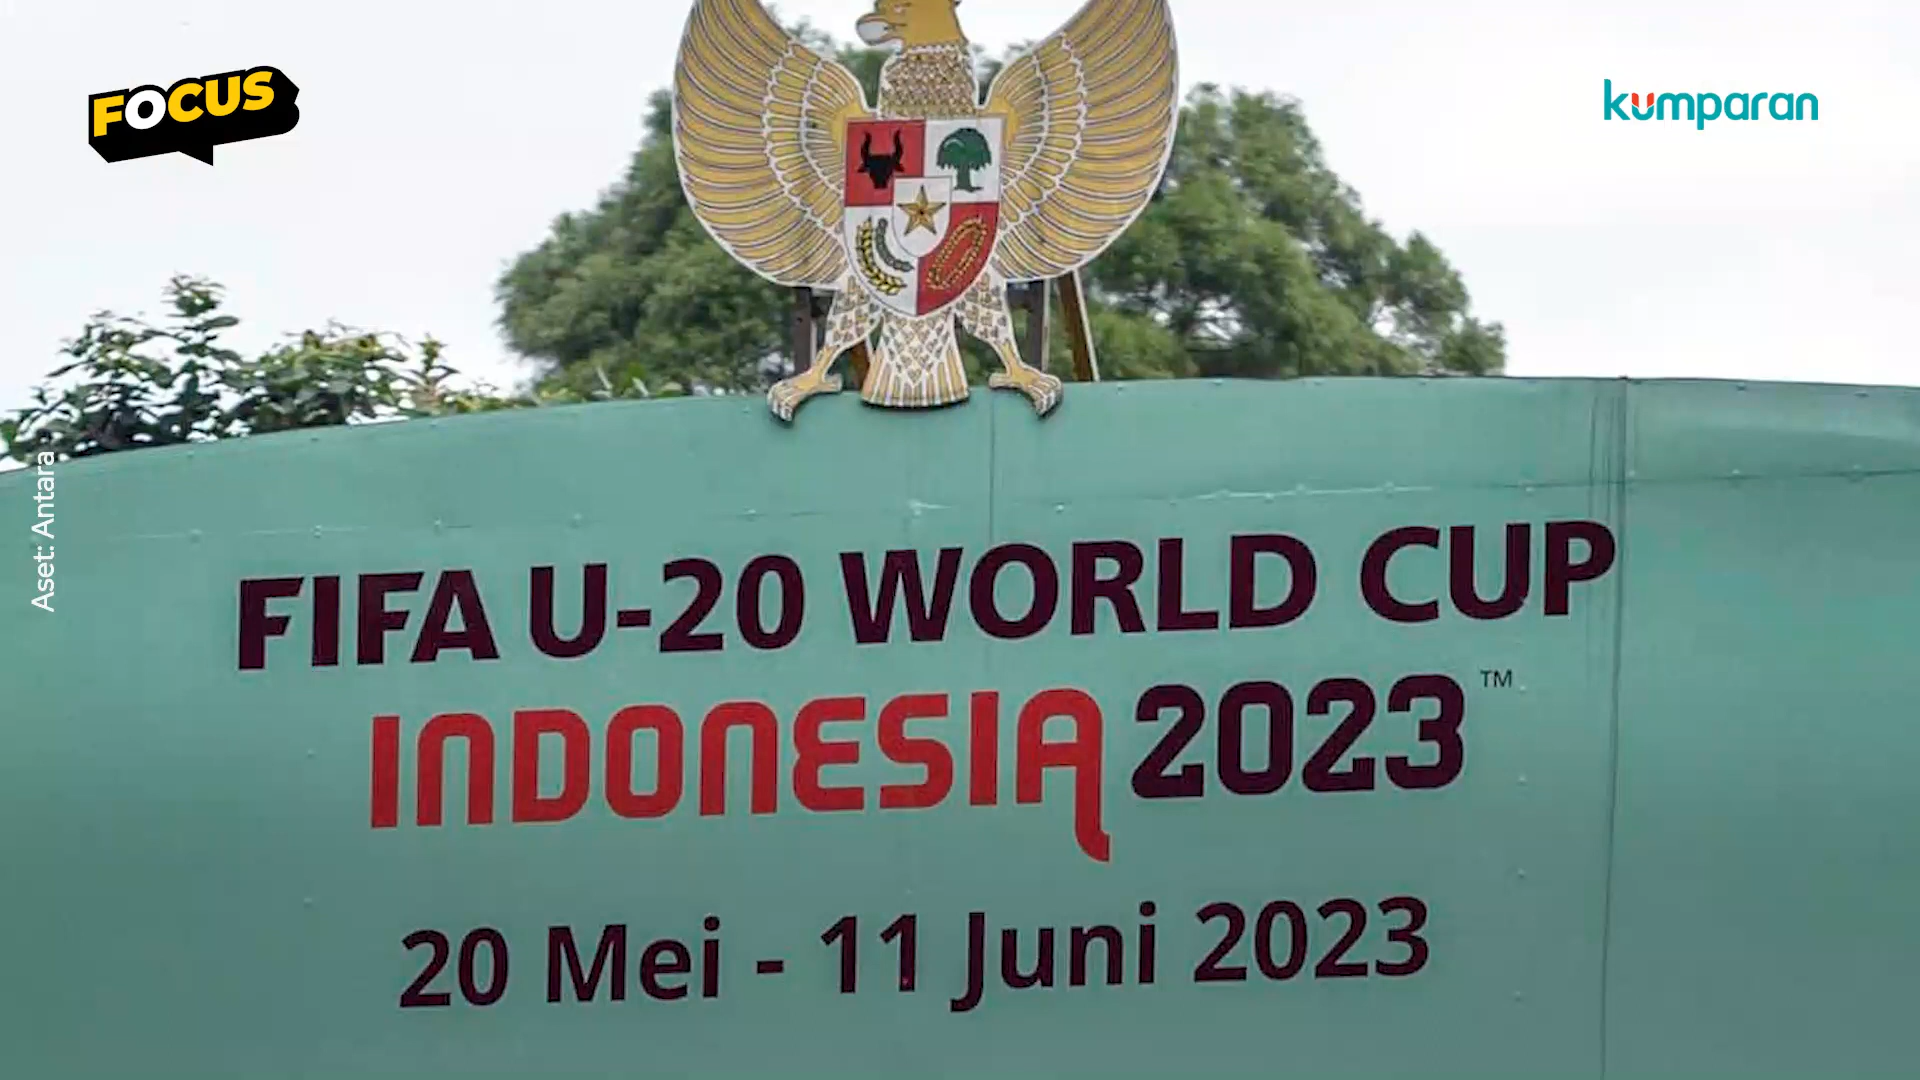 FOCUS
kumparan
Aset: Antara
FIFA U-20 WORLD CUP
INDONESIA 2023™
20 Mei - 11 Juni 2023